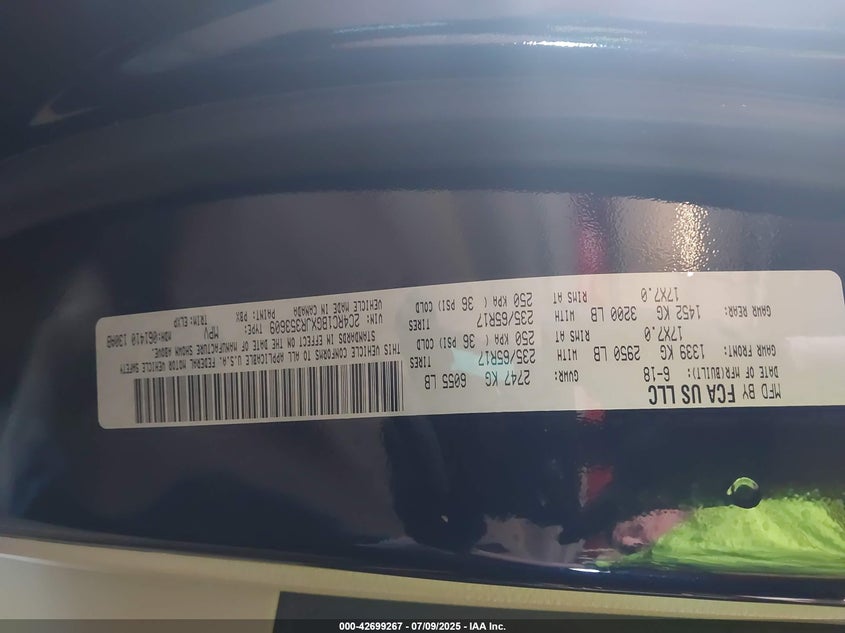 MFD BY FCA US LLC
DATE OF MFR(BUILT): 6-18 GVWR: 2747 KG 6055 LB
GAWR FRONT: 1339 KG 2950 LB WITH TIRES 235/65R17
17X7.0 RIMS AT 250 KPA ( 36 PSI) COLD
GAWR REAR: 1452 KG 3200 LB WITH TIRES 235/65R17
17X7.0 RIMS AT 250 KPA ( 36 PSI) COLD
THIS VEHICLE CONFORMS TO ALL APPLICABLE U.S.A. FEDERAL MOTOR VEHICLE SAFETY
STANDARDS IN EFFECT ON THE DATE OF MANUFACTURE SHOWN ABOVE.
VIN: 2C4RC1BGXJR353609 TYPE: MPV MDH: 061410 130AB
VEHICLE MADE IN CANADA PAINT: PBX TRIM: ELXP
000-42699267 - 07/09/2025 - IAA Inc.